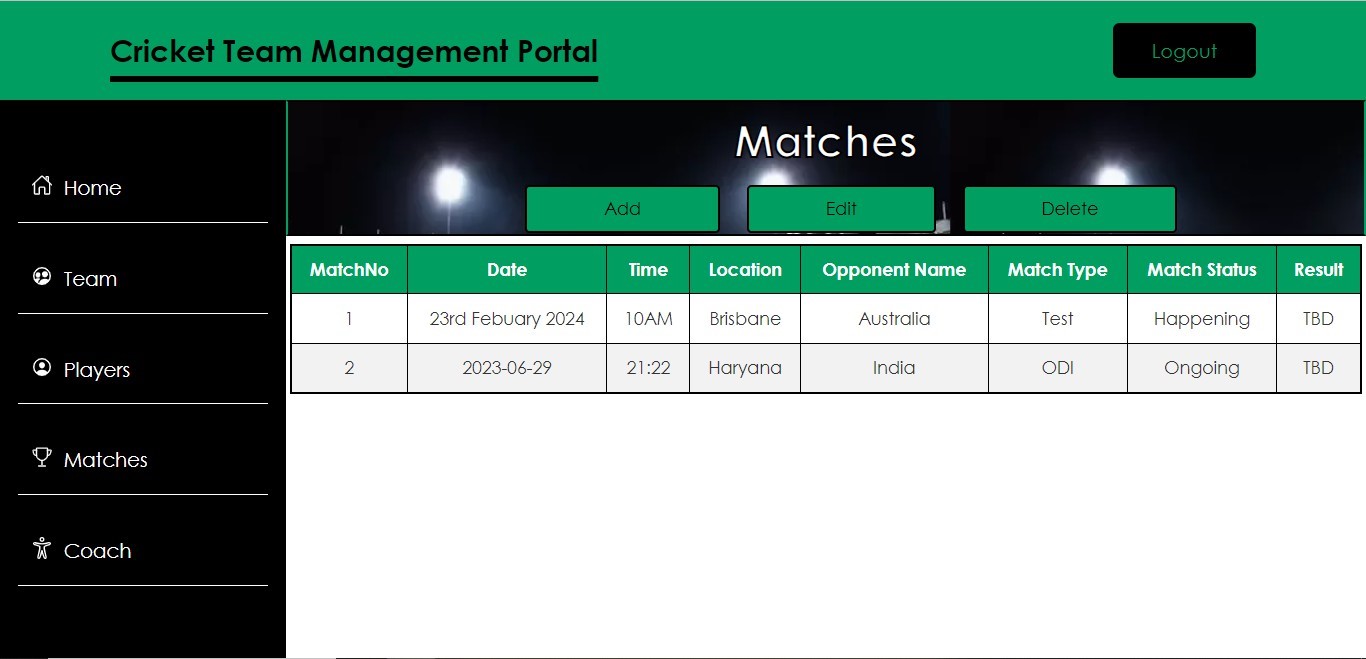 Cricket Team Management Portal
Logout
Home
Team
Players
Matches
Coach
Matches
Add Edit Delete
MatchNo Date Time Location Opponent Name Match Type Match Status Result
1 23rd Febuary 2024 10AM Brisbane Australia Test Happening TBD
2 2023-06-29 21:22 Haryana India ODI Ongoing TBD